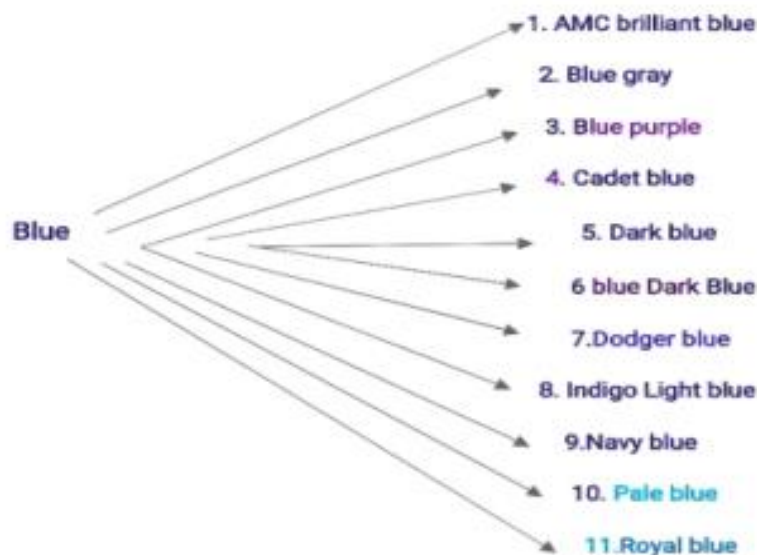 1. AMC brilliant blue
2. Blue gray
3. Blue purple
4. Cadet blue
Blue
5. Dark blue
6 blue Dark Blue
7.Dodger blue
8. Indigo Light blue
9.Navy blue
10. Pale blue
11.Royal blue